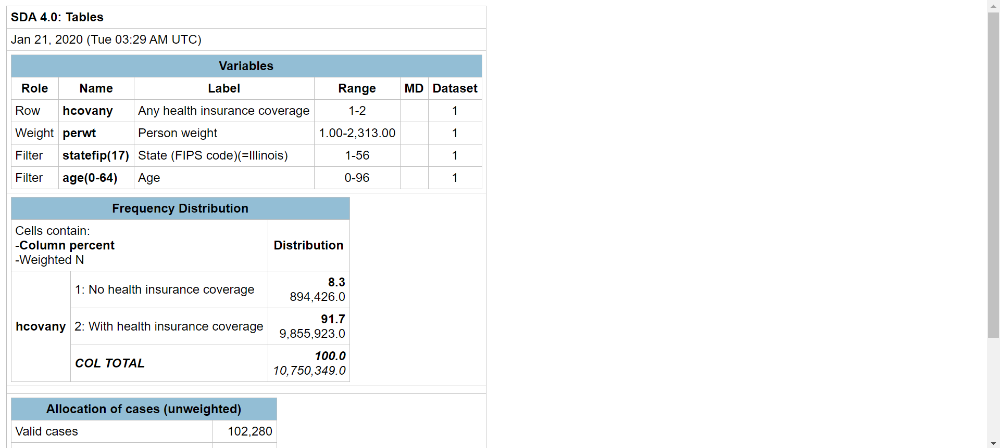 SDA 4.0: Tables
Jan 21, 2020 (Tue 03:29 AM UTC)
Variables
Role Name Label Range MD Dataset
Row hcovany Any health insurance coverage 1-2 1
Weight perwt Person weight 1.00-2,313.00 1
Filter statefip(17) State (FIPS code)(=Illinois) 1-56 1
Filter age(0-64) Age 0-96 1
Frequency Distribution
Cells contain:
-Column percent
-Weighted N
Distribution
hcovany
1: No health insurance coverage
8.3
894,426.0
2: With health insurance coverage
91.7
9,855,923.0
COL TOTAL
100.0
10,750,349.0
Allocation of cases (unweighted)
Valid cases 102,280